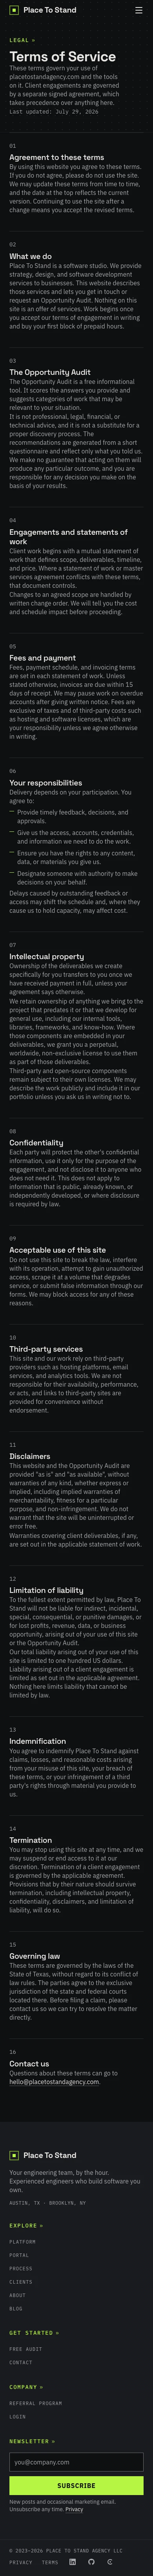 Place To Stand
LEGAL
Terms of Service
These terms govern your use of
placetostandagency.com and the tools
on it. Client engagements are governed
by a separate signed agreement, which
takes precedence over anything here.
Last updated: July 29, 2026
01
Agreement to these terms
By using this website you agree to these terms.
If you do not agree, please do not use the site.
We may update these terms from time to time,
and the date at the top reflects the current
version. Continuing to use the site after a
change means you accept the revised terms.
02
What we do
Place To Stand is a software studio. We provide
strategy, design, and software development
services to businesses. This website describes
those services and lets you get in touch or
request an Opportunity Audit. Nothing on this
site is an offer of services. Work begins once
you accept our terms of engagement in writing
and buy your first block of prepaid hours.
03
The Opportunity Audit
The Opportunity Audit is a free informational
tool. It scores the answers you provide and
suggests categories of work that may be
relevant to your situation.
It is not professional, legal, financial, or
technical advice, and it is not a substitute for a
proper discovery process. The
recommendations are generated from a short
questionnaire and reflect only what you told us.
We make no guarantee that acting on them will
produce any particular outcome, and you are
responsible for any decision you make on the
basis of your results.
04
Engagements and statements of
work
Client work begins with a mutual statement of
work that defines scope, deliverables, timeline,
and price. Where a statement of work or master
services agreement conflicts with these terms,
that document controls.
Changes to an agreed scope are handled by
written change order. We will tell you the cost
and schedule impact before proceeding.
05
Fees and payment
Fees, payment schedule, and invoicing terms
are set in each statement of work. Unless
stated otherwise, invoices are due within 15
days of receipt. We may pause work on overdue
accounts after giving written notice. Fees are
exclusive of taxes and of third-party costs such
as hosting and software licenses, which are
your responsibility unless we agree otherwise
in writing.
06
Your responsibilities
Delivery depends on your participation. You
agree to:
Provide timely feedback, decisions, and
approvals.
Give us the access, accounts, credentials,
and information we need to do the work.
Ensure you have the rights to any content,
data, or materials you give us.
Designate someone with authority to make
decisions on your behalf.
Delays caused by outstanding feedback or
access may shift the schedule and, where they
cause us to hold capacity, may affect cost.
07
Intellectual property
Ownership of the deliverables we create
specifically for you transfers to you once we
have received payment in full, unless your
agreement says otherwise.
We retain ownership of anything we bring to the
project that predates it or that we develop for
general use, including our internal tools,
libraries, frameworks, and know-how. Where
those components are embedded in your
deliverables, we grant you a perpetual,
worldwide, non-exclusive license to use them
as part of those deliverables.
Third-party and open-source components
remain subject to their own licenses. We may
describe the work publicly and include it in our
portfolio unless you ask us in writing not to.
08
Confidentiality
Each party will protect the other's confidential
information, use it only for the purpose of the
engagement, and not disclose it to anyone who
does not need it. This does not apply to
information that is public, already known, or
independently developed, or where disclosure
is required by law.
09
Acceptable use of this site
Do not use this site to break the law, interfere
with its operation, attempt to gain unauthorized
access, scrape it at a volume that degrades
service, or submit false information through our
forms. We may block access for any of these
reasons.
10
Third-party services
This site and our work rely on third-party
providers such as hosting platforms, email
services, and analytics tools. We are not
responsible for their availability, performance,
or acts, and links to third-party sites are
provided for convenience without
endorsement.
11
Disclaimers
This website and the Opportunity Audit are
provided "as is" and "as available", without
warranties of any kind, whether express or
implied, including implied warranties of
merchantability, fitness for a particular
purpose, and non-infringement. We do not
warrant that the site will be uninterrupted or
error free.
Warranties covering client deliverables, if any,
are set out in the applicable statement of work.
12
Limitation of liability
To the fullest extent permitted by law, Place To
Stand will not be liable for indirect, incidental,
special, consequential, or punitive damages, or
for lost profits, revenue, data, or business
opportunity, arising out of your use of this site
or the Opportunity Audit.
Our total liability arising out of your use of this
site is limited to one hundred US dollars.
Liability arising out of a client engagement is
limited as set out in the applicable agreement.
Nothing here limits liability that cannot be
limited by law.
13
Indemnification
You agree to indemnify Place To Stand against
claims, losses, and reasonable costs arising
from your misuse of this site, your breach of
these terms, or your infringement of a third
party's rights through material you provide to
us.
14
Termination
You may stop using this site at any time, and we
may suspend or end access to it at our
discretion. Termination of a client engagement
is governed by the applicable agreement.
Provisions that by their nature should survive
termination, including intellectual property,
confidentiality, disclaimers, and limitation of
liability, will do so.
15
Governing law
These terms are governed by the laws of the
State of Texas, without regard to its conflict of
law rules. The parties agree to the exclusive
jurisdiction of the state and federal courts
located there. Before filing a claim, please
contact us so we can try to resolve the matter
directly.
16
Contact us
Questions about these terms can go to
hello@placetostandagency.com.
Place To Stand
Your engineering team, by the hour.
Experienced engineers who build software you
own.
AUSTIN, TX · BROOKLYN, NY
EXPLORE
PLATFORM
PORTAL
PROCESS
CLIENTS
ABOUT
BLOG
GET STARTED
FREE AUDIT
CONTACT
COMPANY
REFERRAL PROGRAM
LOGIN
NEWSLETTER
you@company.com
SUBSCRIBE
New posts and occasional marketing email.
Unsubscribe any time. Privacy
© 2023–2026 PLACE TO STAND AGENCY LLC
PRIVACY TERMS